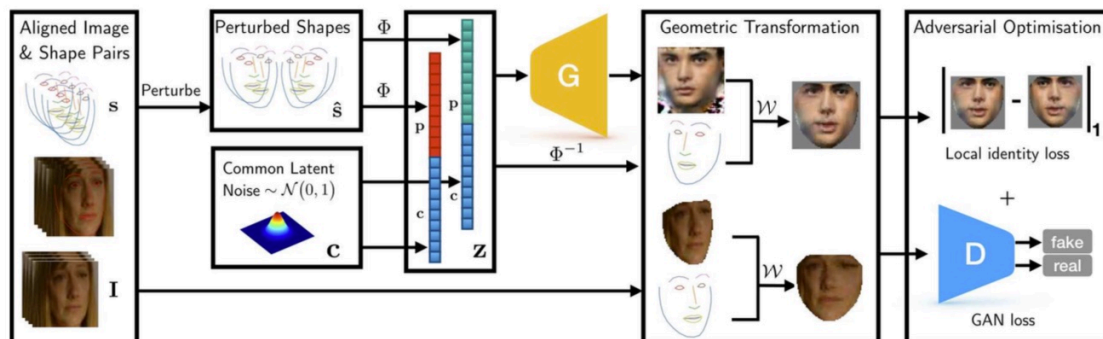 Aligned Image
& Shape Pairs
s
I
Perturbe
Perturbed Shapes
ŝ
Common Latent
Noise ∼ 𝒩(0, 1)
C
Φ
Φ
p
p
c
c
Z
G
Φ⁻¹
Geometric Transformation
𝒲
𝒲
Adversarial Optimisation
| - |₁
Local identity loss
+
D
fake
real
GAN loss